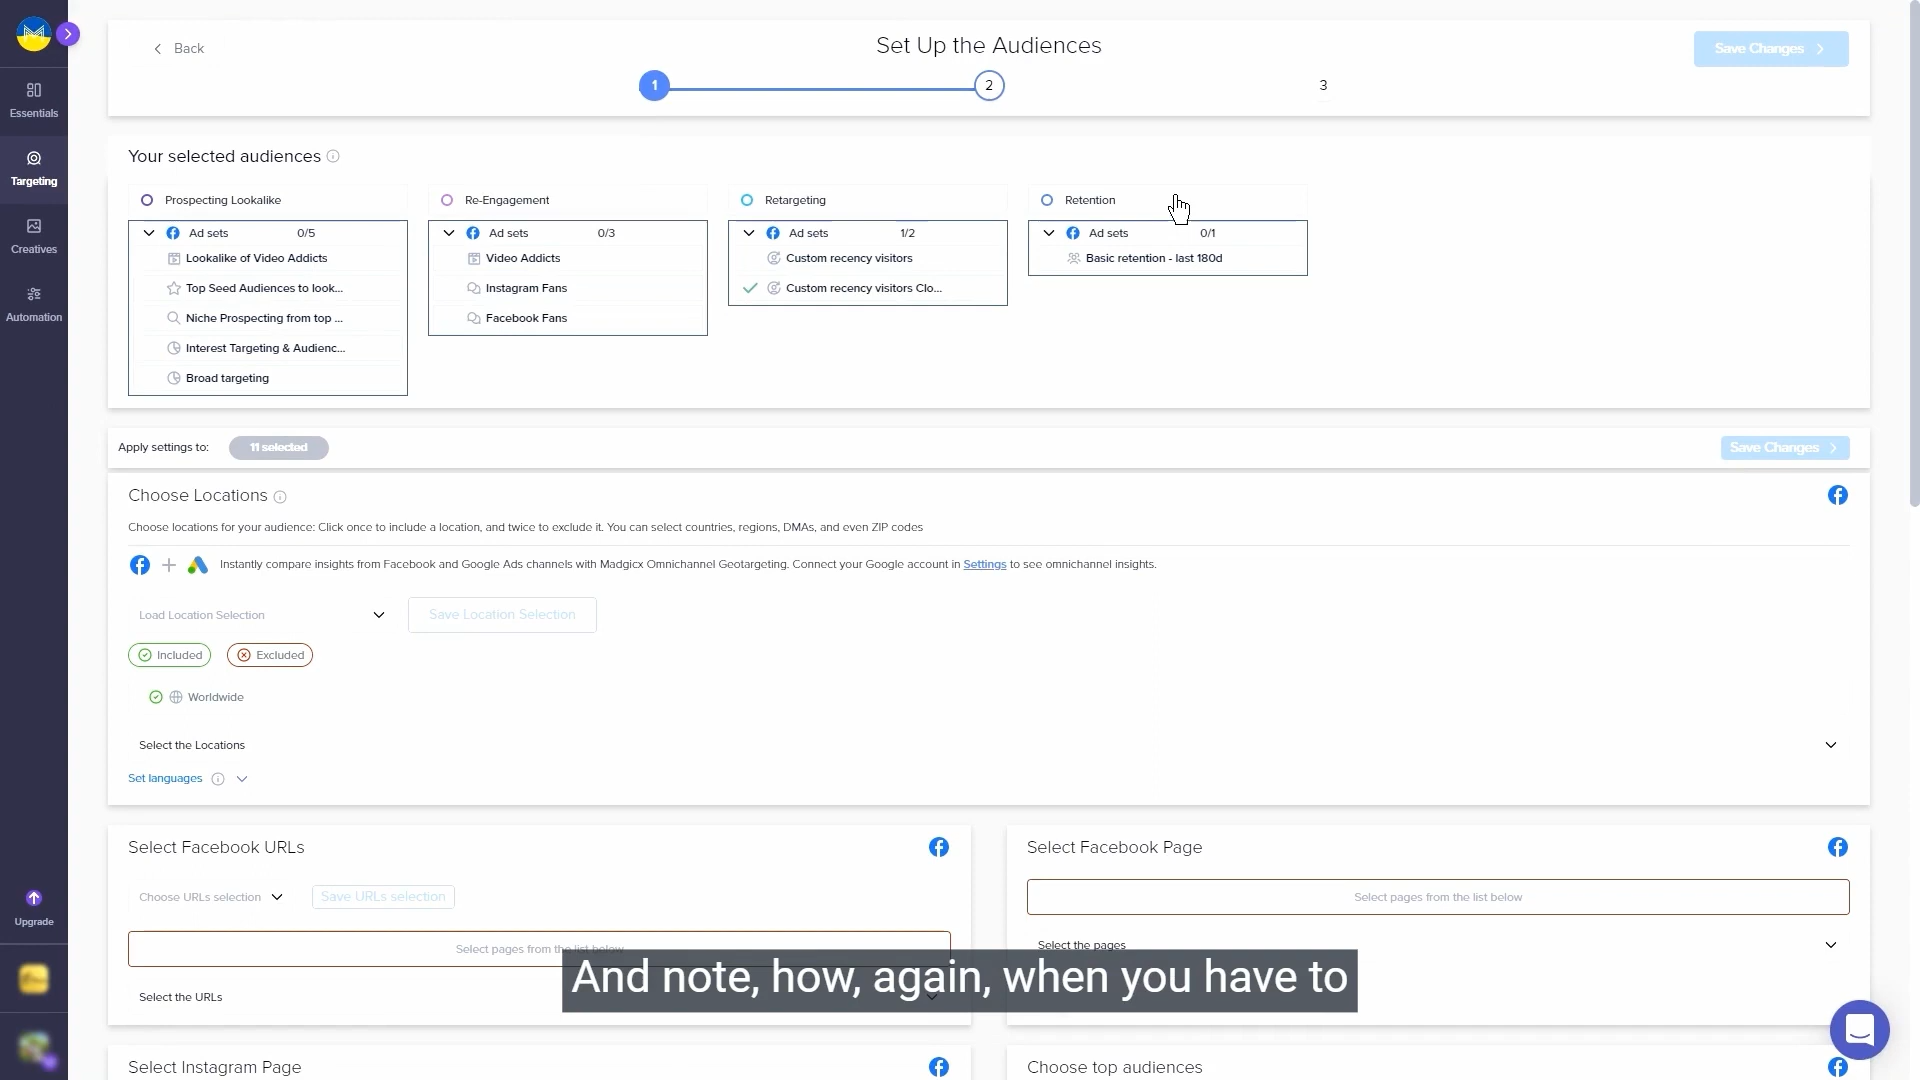 Back
Set Up the Audiences
Save Changes
1
2
3
Essentials
Targeting
Creatives
Automation
Upgrade
Your selected audiences
Prospecting Lookalike
Ad sets 0/5
Lookalike of Video Addicts
Top Seed Audiences to look...
Niche Prospecting from top ...
Interest Targeting & Audienc...
Broad targeting
Re-Engagement
Ad sets 0/3
Video Addicts
Instagram Fans
Facebook Fans
Retargeting
Ad sets 1/2
Custom recency visitors
Custom recency visitors Clo...
Retention
Ad sets 0/1
Basic retention - last 180d
Apply settings to: 11 selected
Save Changes
Choose Locations
Choose locations for your audience: Click once to include a location, and twice to exclude it. You can select countries, regions, DMAs, and even ZIP codes
Instantly compare insights from Facebook and Google Ads channels with Madgicx Omnichannel Geotargeting. Connect your Google account in Settings to see omnichannel insights.
Load Location Selection
Save Location Selection
Included
Excluded
Worldwide
Select the Locations
Set languages
Select Facebook URLs
Choose URLs selection
Save URLs selection
Select pages from the list below
Select the URLs
Select Facebook Page
Select pages from the list below
Select the pages
And note, how, again, when you have to
Select Instagram Page
Choose top audiences